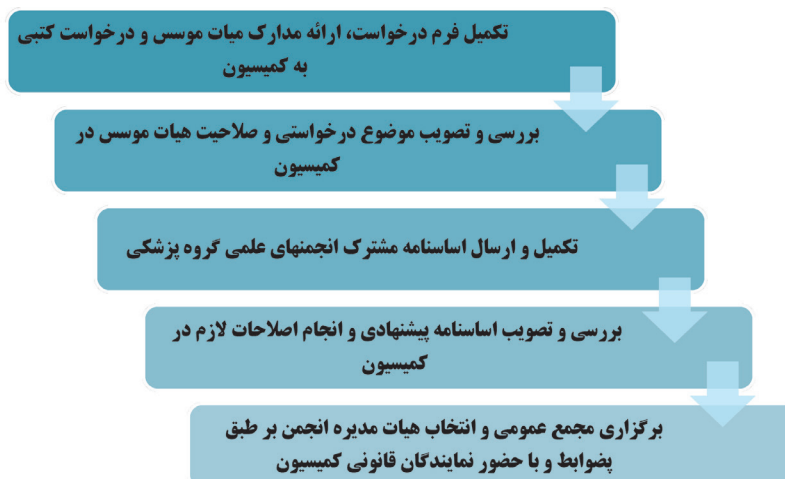 تکمیل فرم درخواست، ارائه مدارک میات موسس و درخواست کتبی
به کمیسیون
بررسی و تصویب موضوع درخواستی و صلاحیت هیات موسس در
کمیسیون
تکمیل و ارسال اساسنامه مشترک انجمنهای علمی گروه پزشکی
بررسی و تصویب اساسنامه پیشنهادی و انجام اصلاحات لازم در
کمیسیون
برگزاری مجمع عمومی و انتخاب هیات مدیره انجمن بر طبق
پضوابط و با حضور نمایندگان قانونی کمیسیون